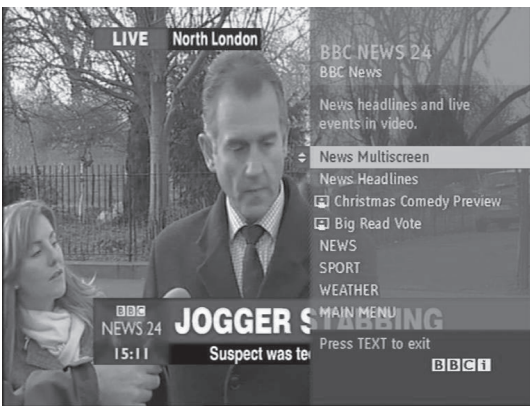 LIVE North London
BBC NEWS 24
BBC News
News headlines and live
events in video.
News Multiscreen
News Headlines
Christmas Comedy Preview
Big Read Vote
NEWS
SPORT
WEATHER
MAIN MENU
Press TEXT to exit
BBCi
BBC
NEWS 24
15:11
JOGGER STABBING
Suspect was te